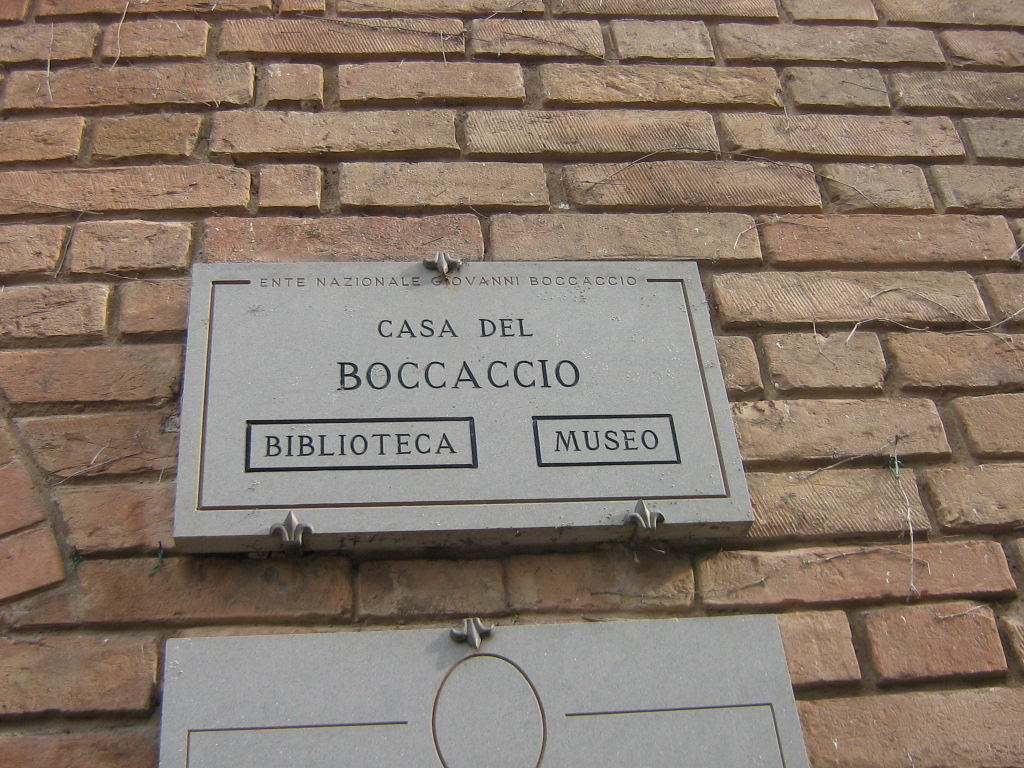 ENTE NAZIONALE GIOVANNI BOCCACCIO
CASA DEL
BOCCACCIO
BIBLIOTECA MUSEO